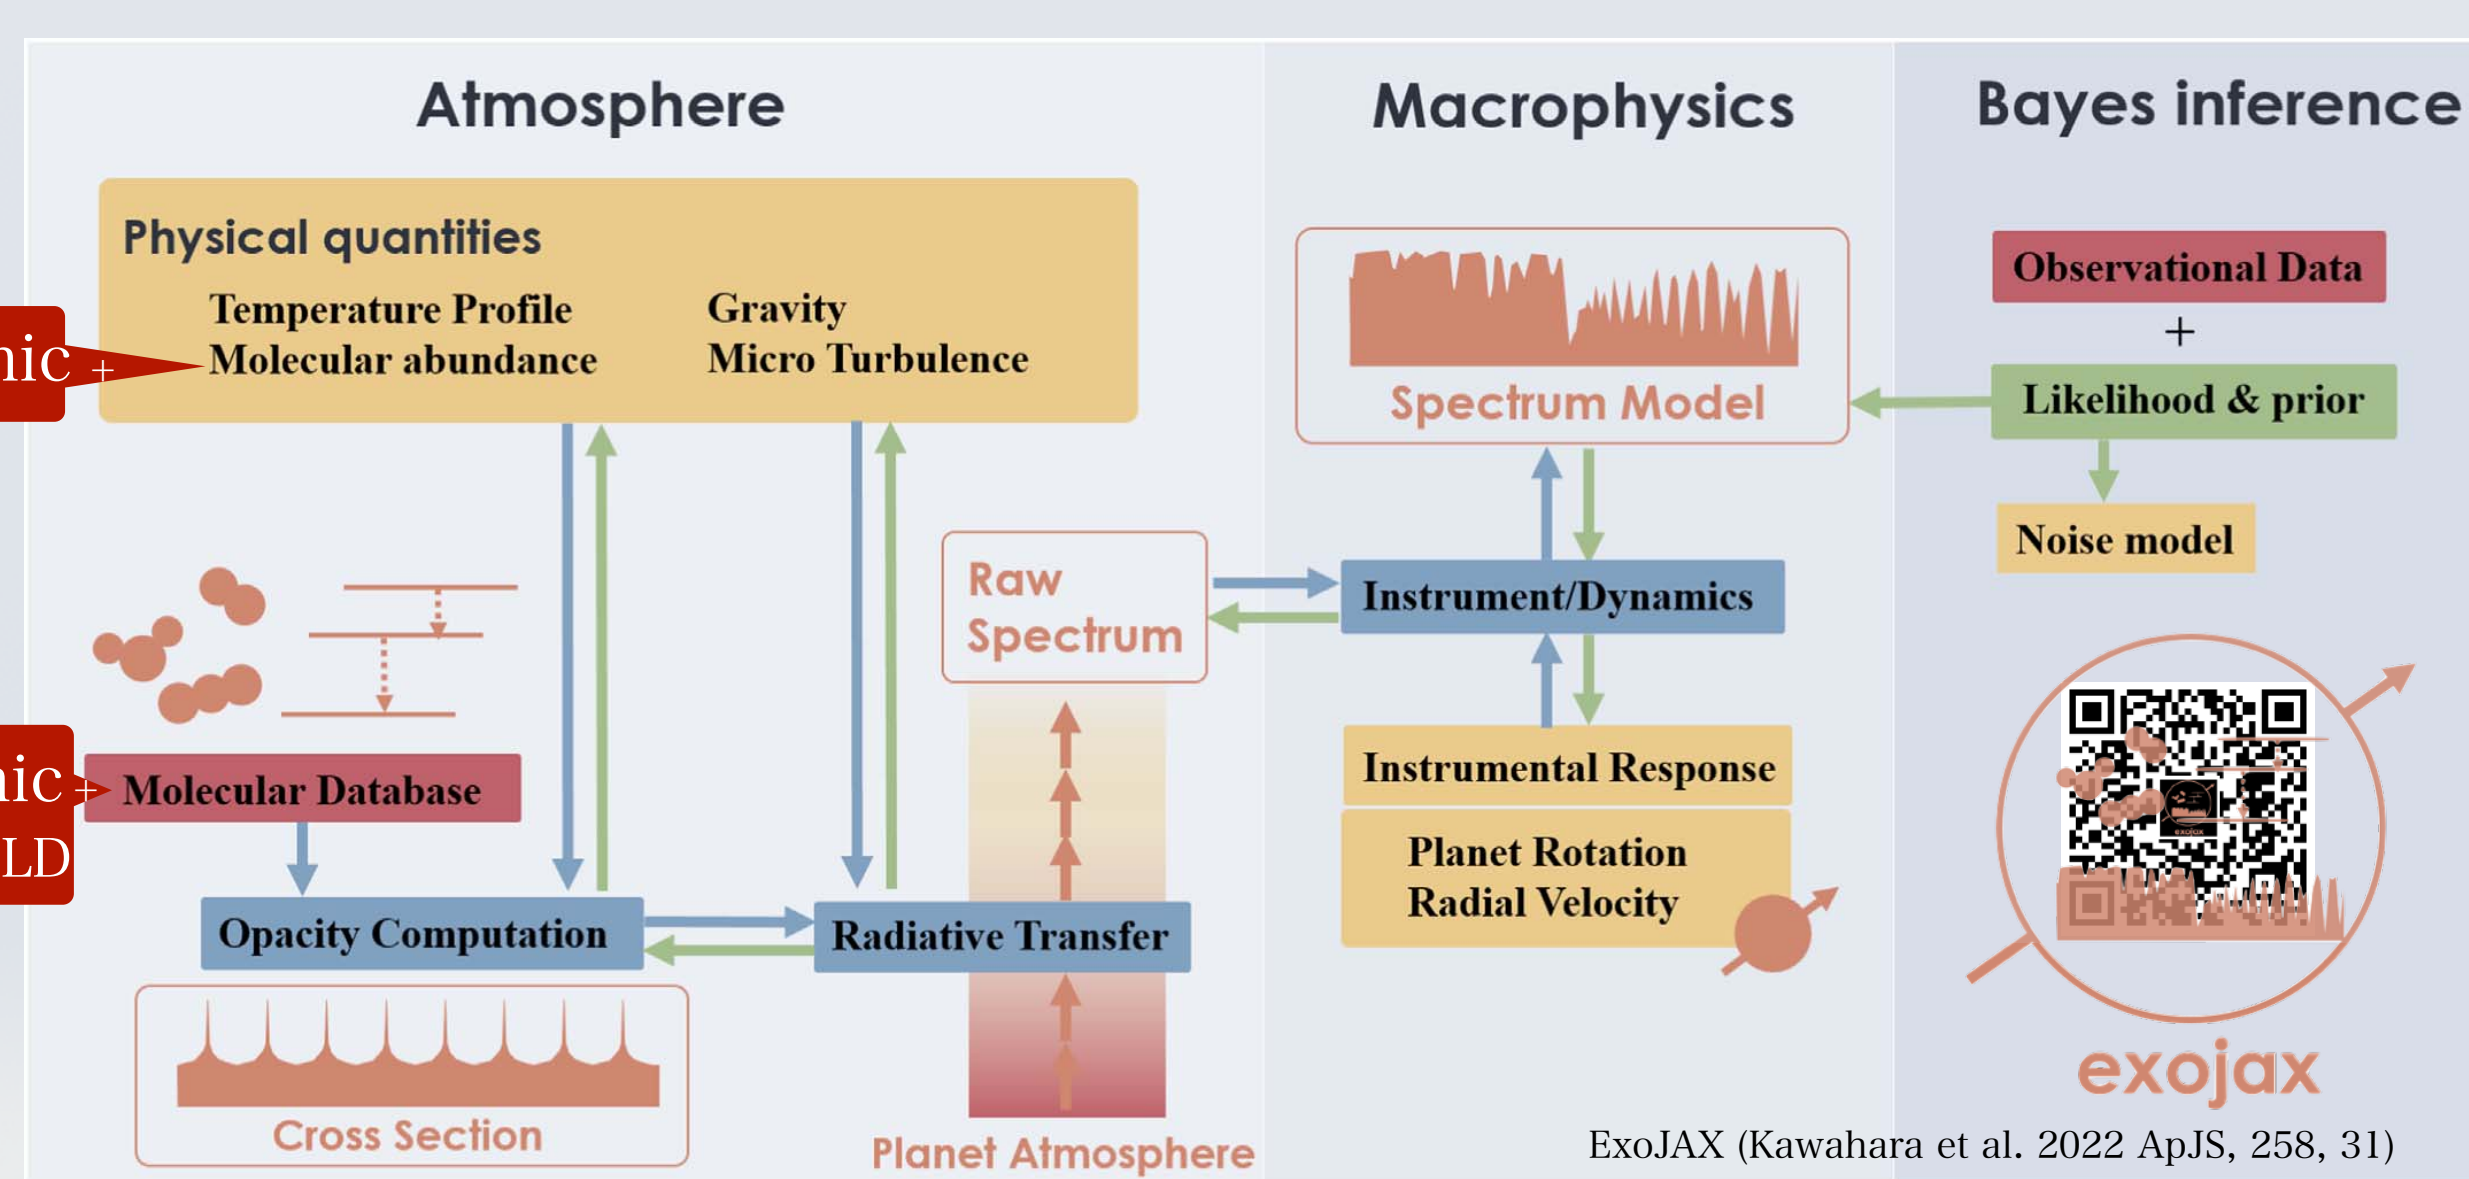 Atmosphere
Physical quantities
Temperature Profile
Molecular abundance
Gravity
Micro Turbulence
+
Molecular Database
+
LD
Opacity Computation
Cross Section
Radiative Transfer
Raw
Spectrum
Planet Atmosphere
Macrophysics
Spectrum Model
Instrument/Dynamics
Instrumental Response
Planet Rotation
Radial Velocity
Bayes inference
Observational Data
+
Likelihood & prior
Noise model
exojax
exojax
ExoJAX (Kawahara et al. 2022 ApJS, 258, 31)